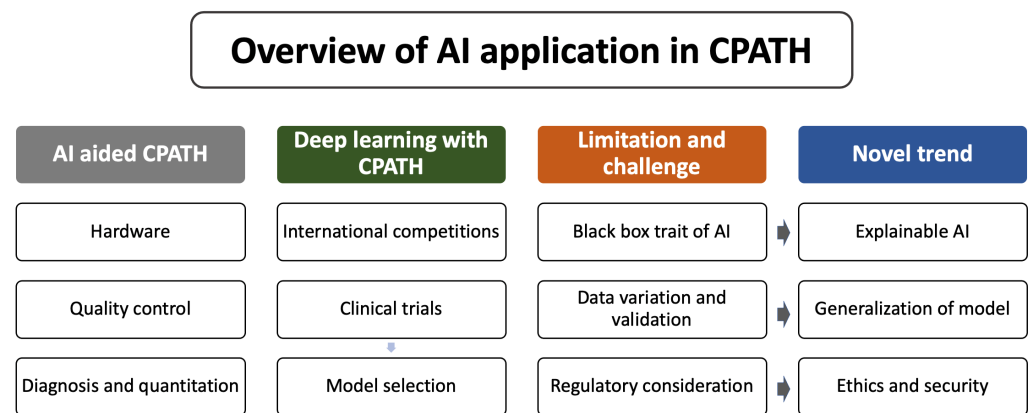 Overview of AI application in CPATH
AI aided CPATH
Deep learning with
CPATH
Limitation and
challenge
Novel trend
Hardware
International competitions
Black box trait of AI
Explainable AI
Quality control
Clinical trials
Data variation and
validation
Generalization of model
Diagnosis and quantitation
Model selection
Regulatory consideration
Ethics and security